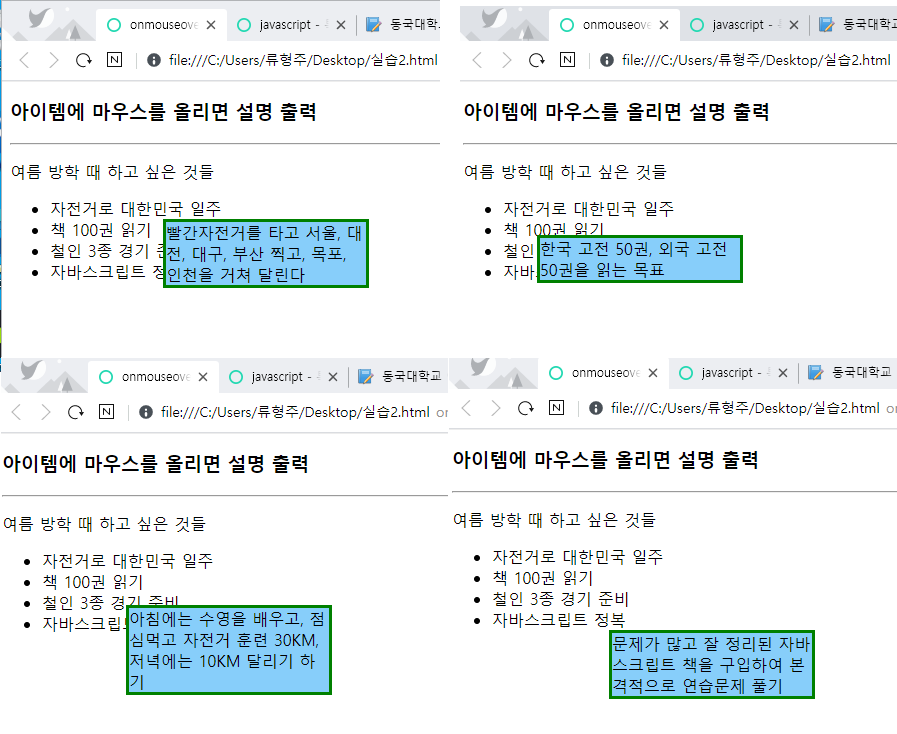 onmouseove
javascript -
동국대학교
file:///C:/Users/류형주/Desktop/실습2.html
아이템에 마우스를 올리면 설명 출력
여름 방학 때 하고 싶은 것들
자전거로 대한민국 일주
책 100권 읽기
철인 3종 경기
자바스크립트 정
빨간자전거를 타고 서울, 대
전, 대구, 부산 찍고, 목포,
인천을 거쳐 달린다
onmouseove
javascript -
동국대학
file:///C:/Users/류형주/Desktop/실습2.html
아이템에 마우스를 올리면 설명 출력
여름 방학 때 하고 싶은 것들
자전거로 대한민국 일주
책 100권 읽기
철인
자바
한국 고전 50권, 외국 고전
50권을 읽는 목표
onmouseove
javascript -
동국대학교
file:///C:/Users/류형주/Desktop/실습2.html or
아이템에 마우스를 올리면 설명 출력
여름 방학 때 하고 싶은 것들
자전거로 대한민국 일주
책 100권 읽기
철인 3종 경기 준비
자바스크립
아침에는 수영을 배우고, 점
심먹고 자전거 훈련 30KM,
저녁에는 10KM 달리기 하
기
onmouseove
javascript -
동국대학교
file:///C:/Users/류형주/Desktop/실습2.html on
아이템에 마우스를 올리면 설명 출력
여름 방학 때 하고 싶은 것들
자전거로 대한민국 일주
책 100권 읽기
철인 3종 경기 준비
자바스크립트 정복
문제가 많고 잘 정리된 자바
스크립트 책을 구입하여 본
격적으로 연습문제 풀기